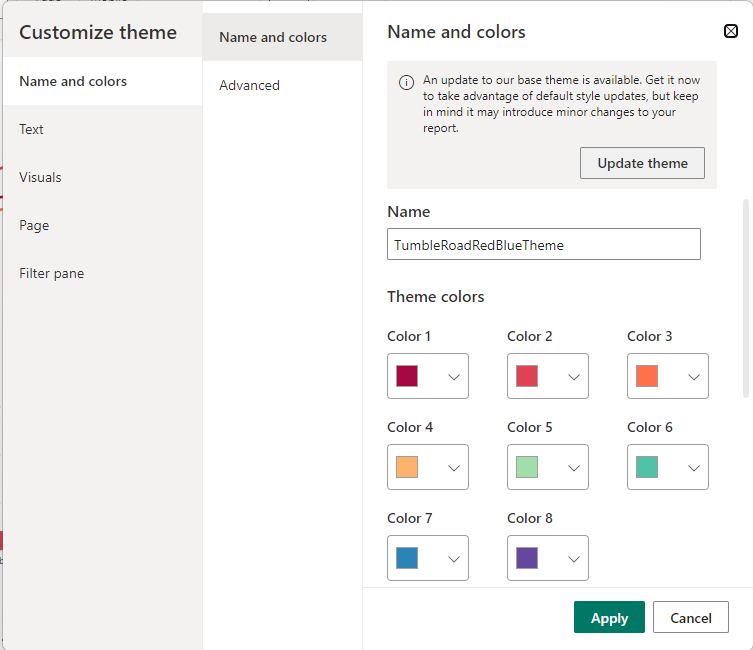 Customize theme
Name and colors
Text
Visuals
Page
Filter pane
Name and colors
Advanced
Name and colors
An update to our base theme is available. Get it now
to take advantage of default style updates, but keep
in mind it may introduce minor changes to your
report.
Update theme
Name
TumbleRoadRedBlueTheme
Theme colors
Color 1
Color 2
Color 3
Color 4
Color 5
Color 6
Color 7
Color 8
Apply
Cancel